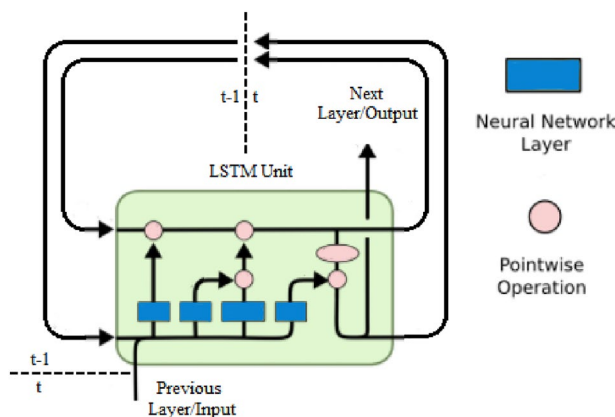 t-1 t
Next
Layer/Output
LSTM Unit
Neural Network
Layer
Pointwise
Operation
t-1
t
Previous
Layer/Input